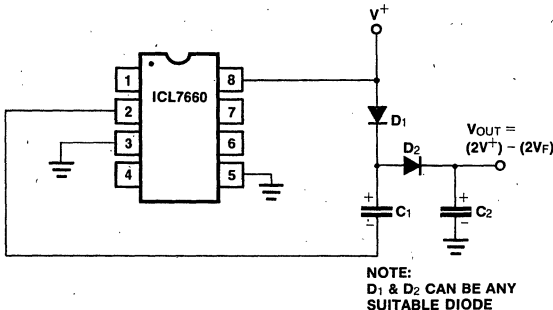 V+
1
8
ICL7660
2
7
D1
3
6
D2
VOUT =
(2V+) – (2VF)
4
5
+
+
C1
C2
–
–
NOTE:
D1 & D2 CAN BE ANY
SUITABLE DIODE